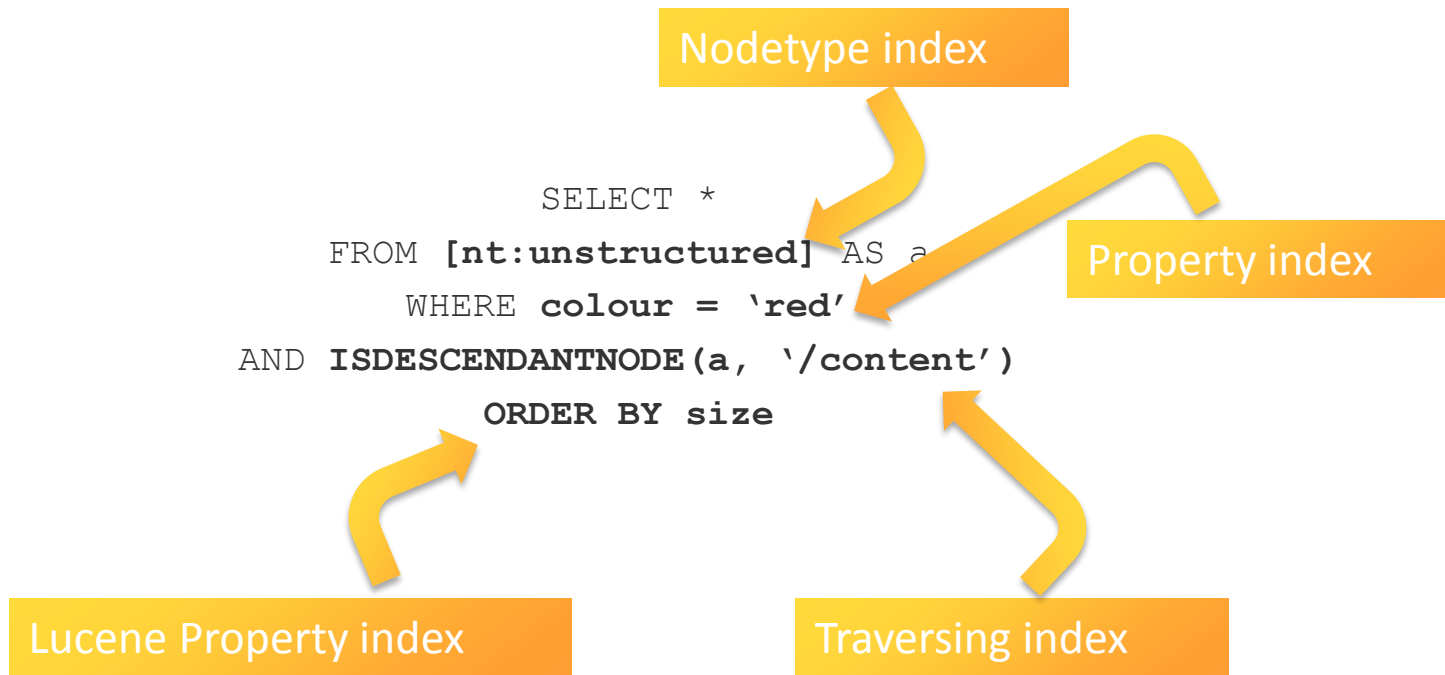 Nodetype index
SELECT *
FROM [nt:unstructured] AS a
Property index
WHERE colour = ‘red’
AND ISDESCENDANTNODE(a, ‘/content’)
ORDER BY size
Lucene Property index
Traversing index